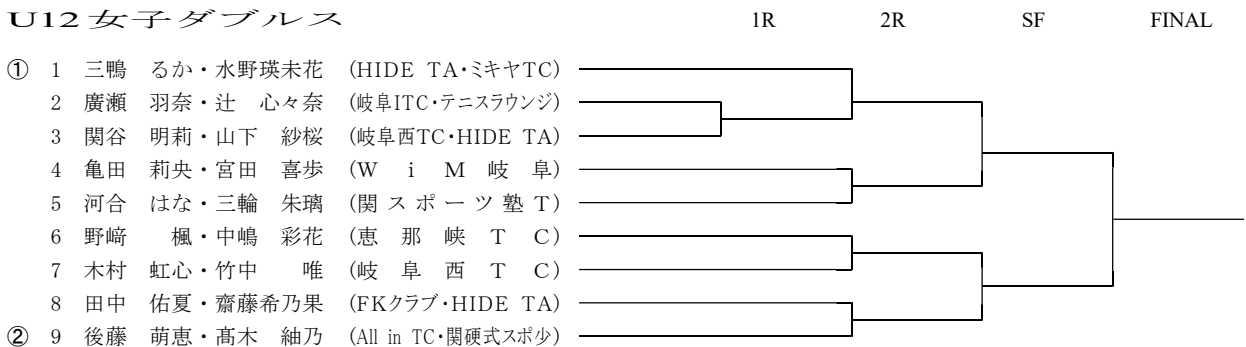 U12女子ダブルス 1R 2R SF FINAL
① 1 三鴨 るか・水野瑛未花 (HIDE TA・ミキヤTC)
2 廣瀬 羽奈・辻 心々奈 (岐阜ITC・テニスラウンジ)
3 関谷 明莉・山下 紗桜 (岐阜西TC・HIDE TA)
4 亀田 莉央・宮田 喜歩 (W i M 岐 阜)
5 河合 はな・三輪 朱璃 (関 ス ポ ー ツ 塾 T)
6 野﨑 楓・中嶋 彩花 (恵 那 峡 T C)
7 木村 虹心・竹中 唯 (岐 阜 西 T C)
8 田中 佑夏・齋藤希乃果 (FKクラブ・HIDE TA)
② 9 後藤 萌恵・髙木 紬乃 (All in TC・関硬式スポ少)